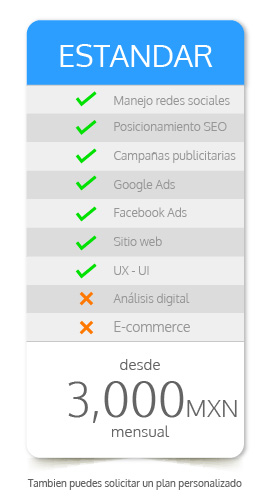 ESTANDAR
Manejo redes sociales
Posicionamiento SEO
Campañas publicitarias
Google Ads
Facebook Ads
Sitio web
UX - UI
Análisis digital
E-commerce
desde
3,000MXN
mensual
Tambien puedes solicitar un plan personalizado